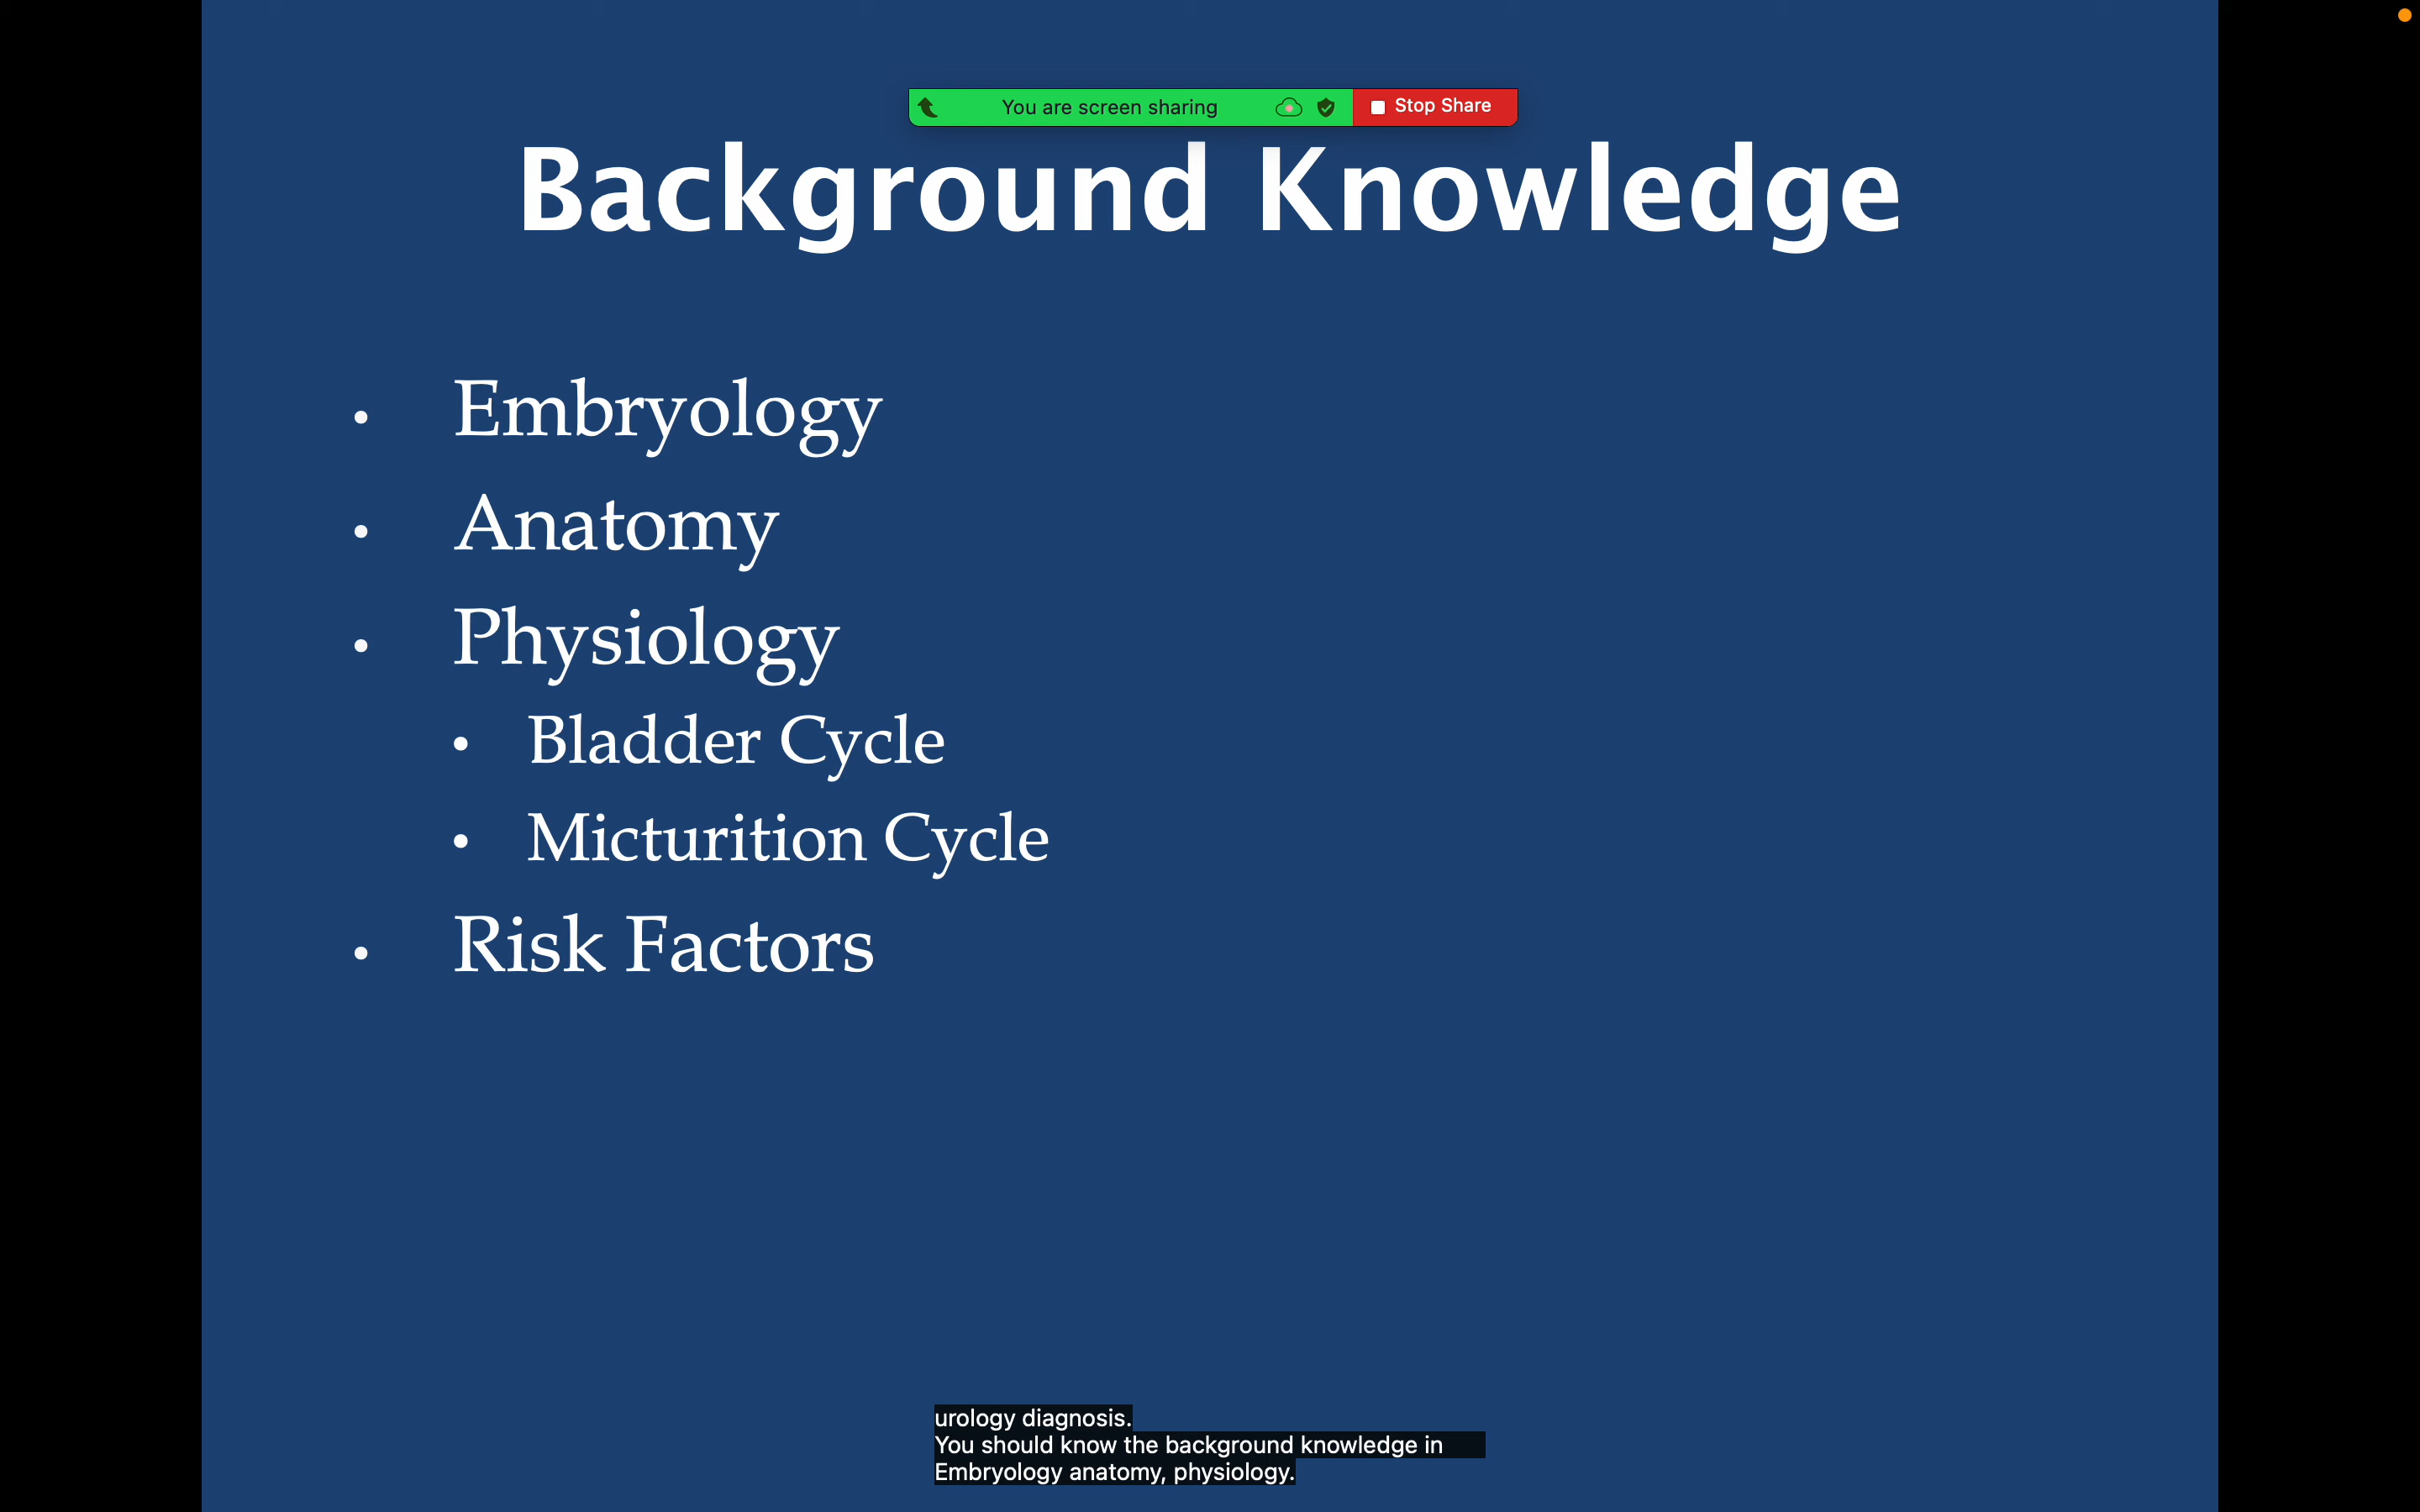 You are screen sharing
Stop Share
Background Knowledge
• Embryology
• Anatomy
• Physiology
• Bladder Cycle
• Micturition Cycle
• Risk Factors
urology diagnosis.
You should know the background knowledge in
Embryology anatomy, physiology.